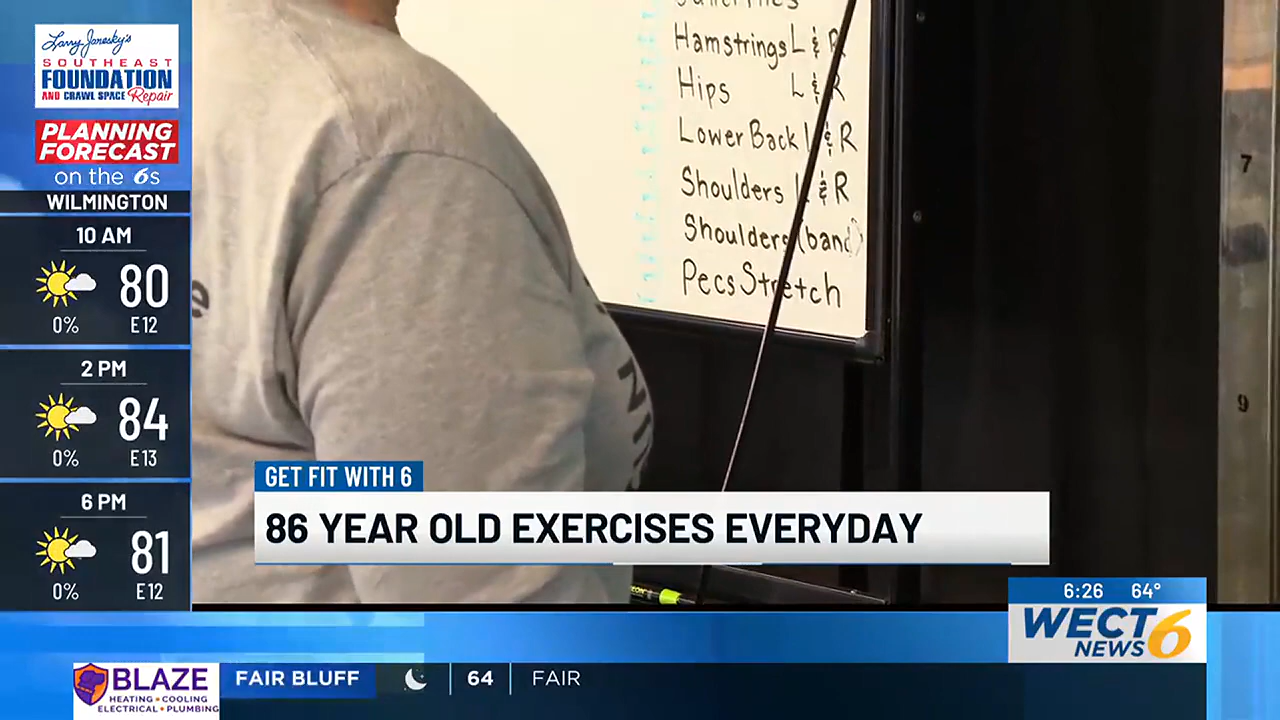 Larry Janesky's
SOUTHEAST
FOUNDATION
AND CRAWL SPACE Repair
PLANNING
FORECAST
on the 6s
WILMINGTON
10 AM
80
0% E12
2 PM
84
0% E13
6 PM
81
0% E12
Hamstrings L & R
Hips L & R
Lower Back L & R
Shoulders L & R
Shoulders (band)
Pecs Stretch
7
9
GET FIT WITH 6
86 YEAR OLD EXERCISES EVERYDAY
6:26 64°
WECT 6
NEWS
BLAZE
HEATING • COOLING
ELECTRICAL • PLUMBING
FAIR BLUFF 64 FAIR